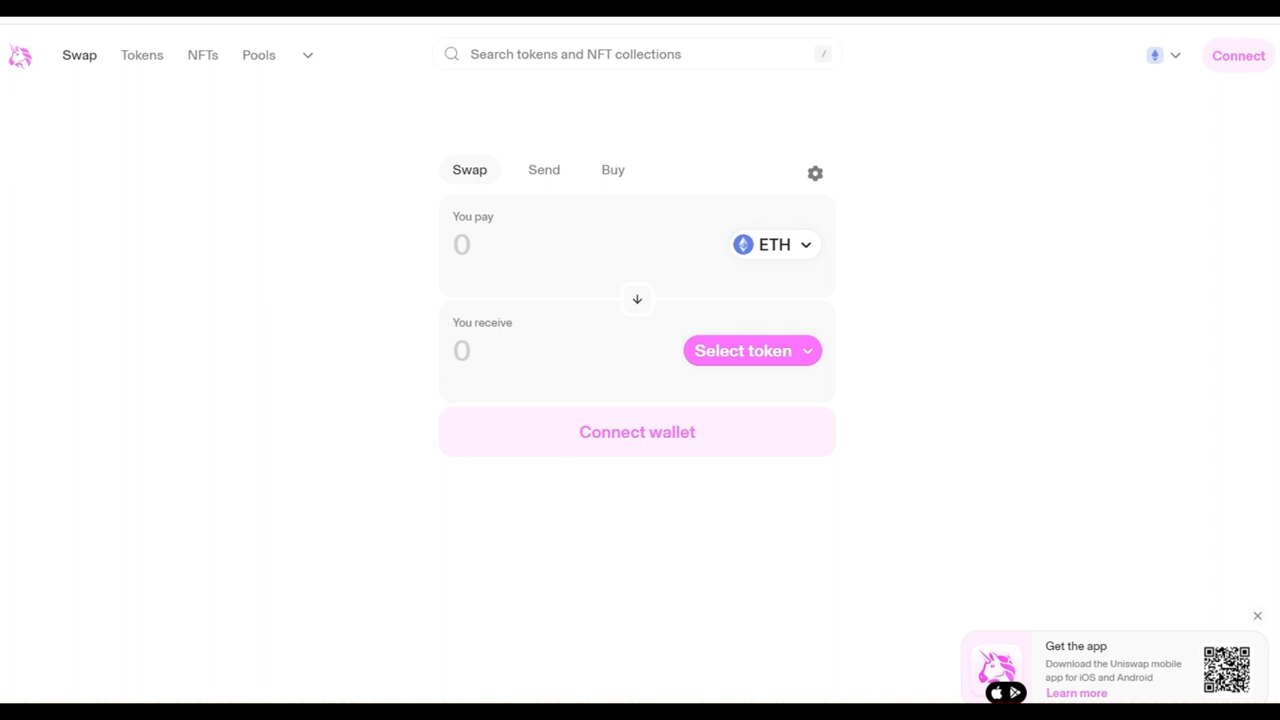 Swap Tokens NFTs Pools
Search tokens and NFT collections /
Connect
Swap Send Buy
You pay
0 ETH
You receive
0 Select token
Connect wallet
Get the app
Download the Uniswap mobile
app for iOS and Android
Learn more